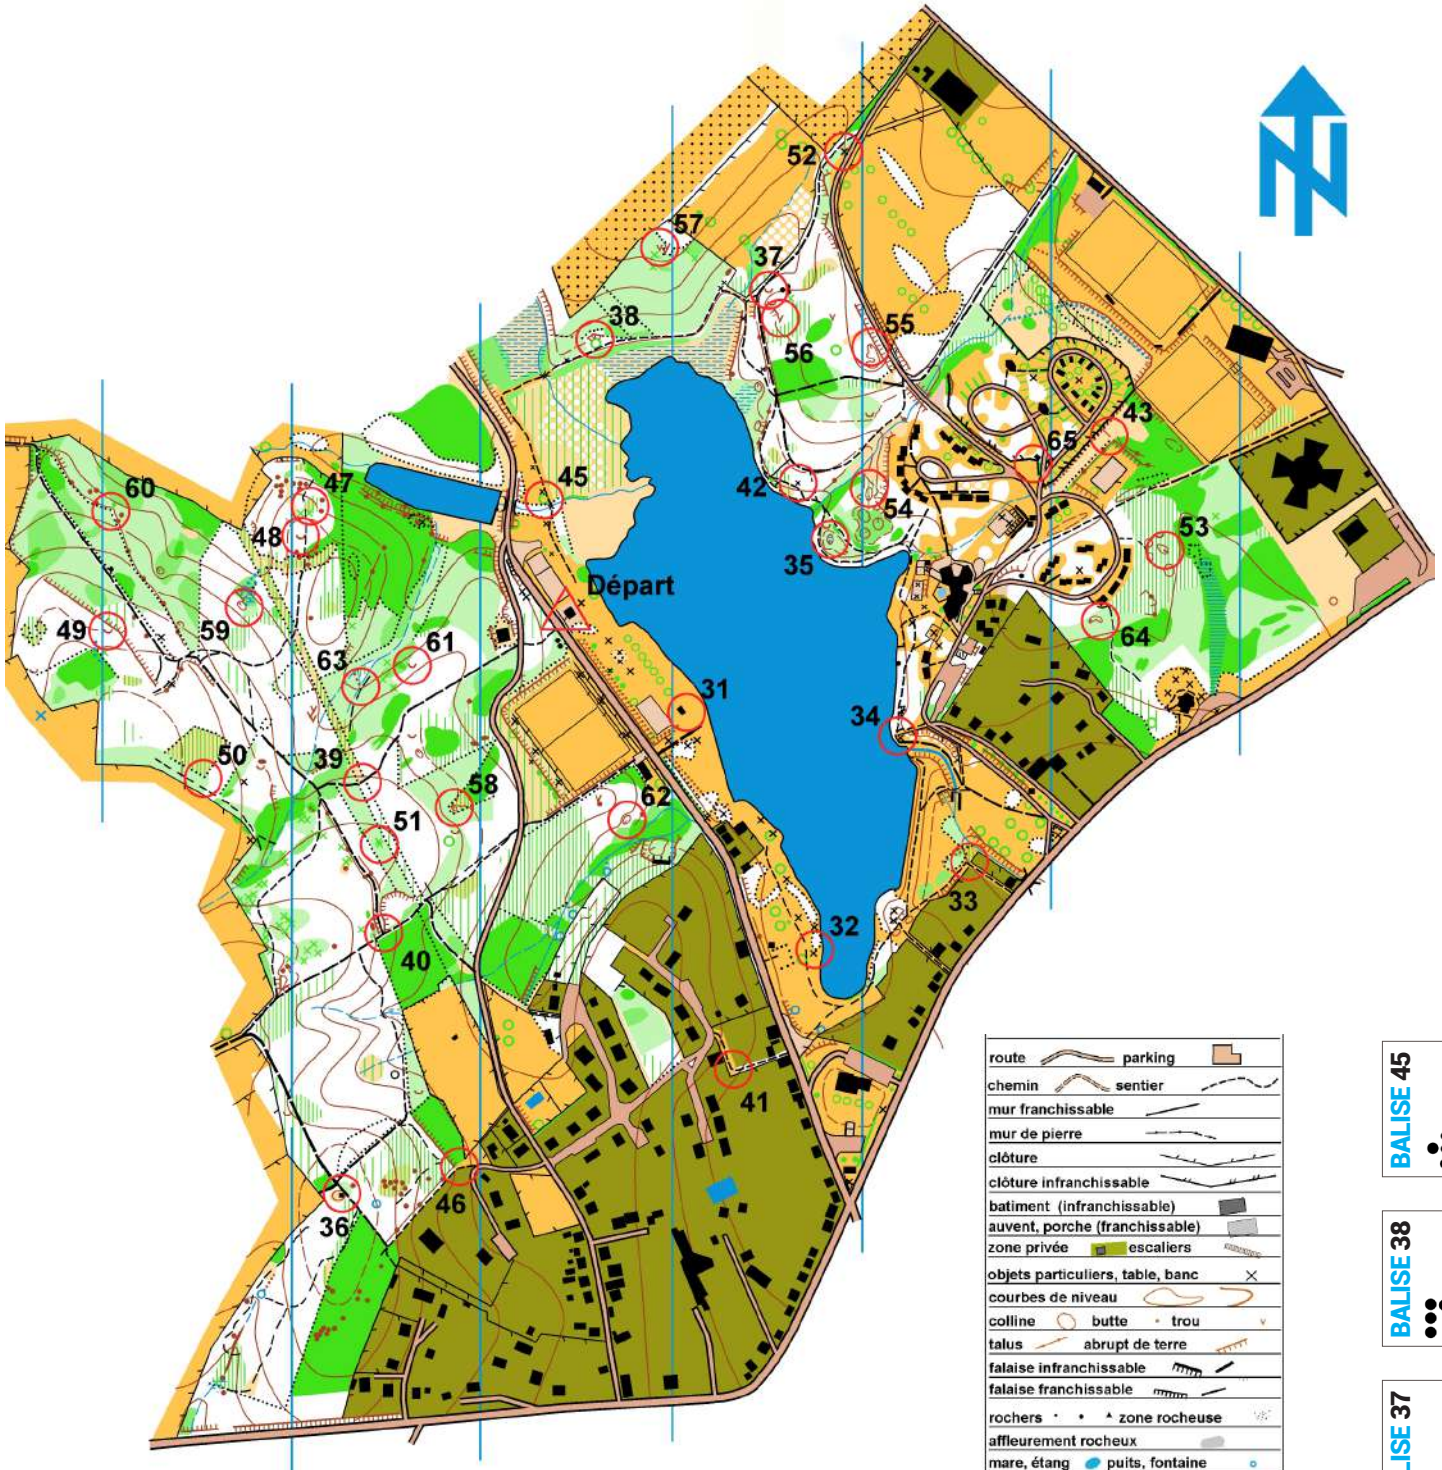 N
52
57
37
38
55
56
43
65
45
42
54
60
47
48
53
35
Départ
49
59
61
64
63
31
34
50
39
58
62
51
33
32
40
41
46
36
route parking
chemin sentier
mur franchissable
mur de pierre
clôture
clôture infranchissable
batiment (infranchissable)
auvent, porche (franchissable)
zone privée escaliers
objets particuliers, table, banc
courbes de niveau
colline butte trou
talus abrupt de terre
falaise infranchissable
falaise franchissable
rochers zone rocheuse
affleurement rocheux
mare, étang puits, fontaine
BALISE 45
BALISE 38
LISE 37